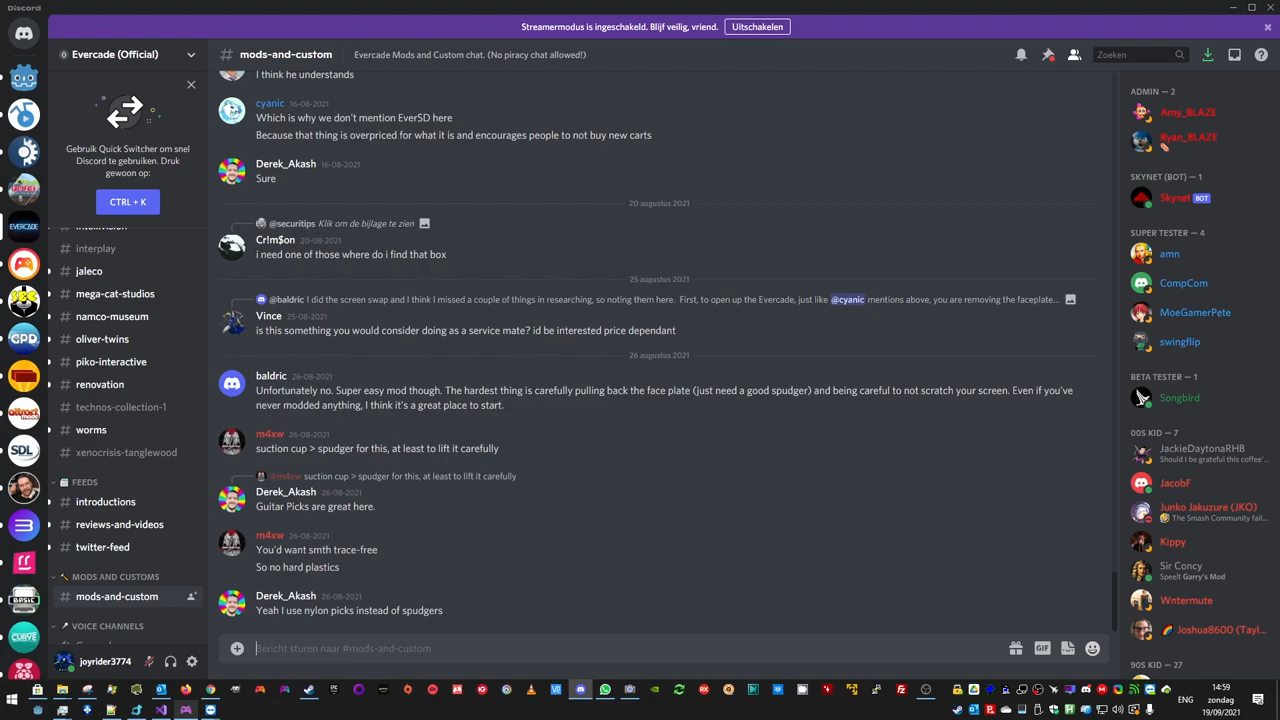 Discord
Streamermodus is ingeschakeld. Blijf veilig, vriend. Uitschakelen
Evercade (Official)
mods-and-custom
Evercade Mods and Custom chat. (No piracy chat allowed!)
Zoeken
Gebruik Quick Switcher om snel
Discord te gebruiken. Druk
gewoon op:
CTRL + K
interplay
jaleco
mega-cat-studios
namco-museum
oliver-twins
piko-interactive
renovation
technos-collection-1
worms
xenocrisis-tanglewood
FEEDS
introductions
reviews-and-videos
twitter-feed
MODS AND CUSTOMS
mods-and-custom
VOICE CHANNELS
joyrider3774
EVERCADE
GPD
SDL
BASIC
CURVE
I think he understands
cyanic 16-08-2021
Which is why we don't mention EverSD here
Because that thing is overpriced for what it is and encourages people to not buy new carts
Derek_Akash 16-08-2021
Sure
20 augustus 2021
@securitips Klik om de bijlage te zien
Cr!m$on 20-08-2021
i need one of those where do i find that box
25 augustus 2021
@baldric I did the screen swap and I think I missed a couple of things in researching, so noting them here. First, to open up the Evercade, just like @cyanic mentions above, you are removing the faceplate...
Vince 25-08-2021
is this something you would consider doing as a service mate? id be interested price dependant
26 augustus 2021
baldric 26-08-2021
Unfortunately no. Super easy mod though. The hardest thing is carefully pulling back the face plate (just need a good spudger) and being careful to not scratch your screen. Even if you've
never modded anything, I think it's a great place to start.
m4xw 26-08-2021
suction cup > spudger for this, at least to lift it carefully
@m4xw suction cup > spudger for this, at least to lift it carefully
Derek_Akash 26-08-2021
Guitar Picks are great here.
m4xw 26-08-2021
You'd want smth trace-free
So no hard plastics
Derek_Akash 26-08-2021
Yeah I use nylon picks instead of spudgers
Bericht sturen naar #mods-and-custom
GIF
ADMIN — 2
Amy_BLAZE
Ryan_BLAZE
SKYNET (BOT) — 1
Skynet BOT
SUPER TESTER — 4
amn
CompCom
MoeGamerPete
swingflip
BETA TESTER — 1
Songbird
00S KID — 7
JackieDaytonaRHB
Should I be grateful this coffee'...
JacobF
Junko Jakuzure (JKO)
The Smash Community fail...
Kippy
Sir Concy
Speelt Garry's Mod
Wntermute
Joshua8600 (Tayl...
90S KID — 27
ENG
14:59
zondag
19/09/2021